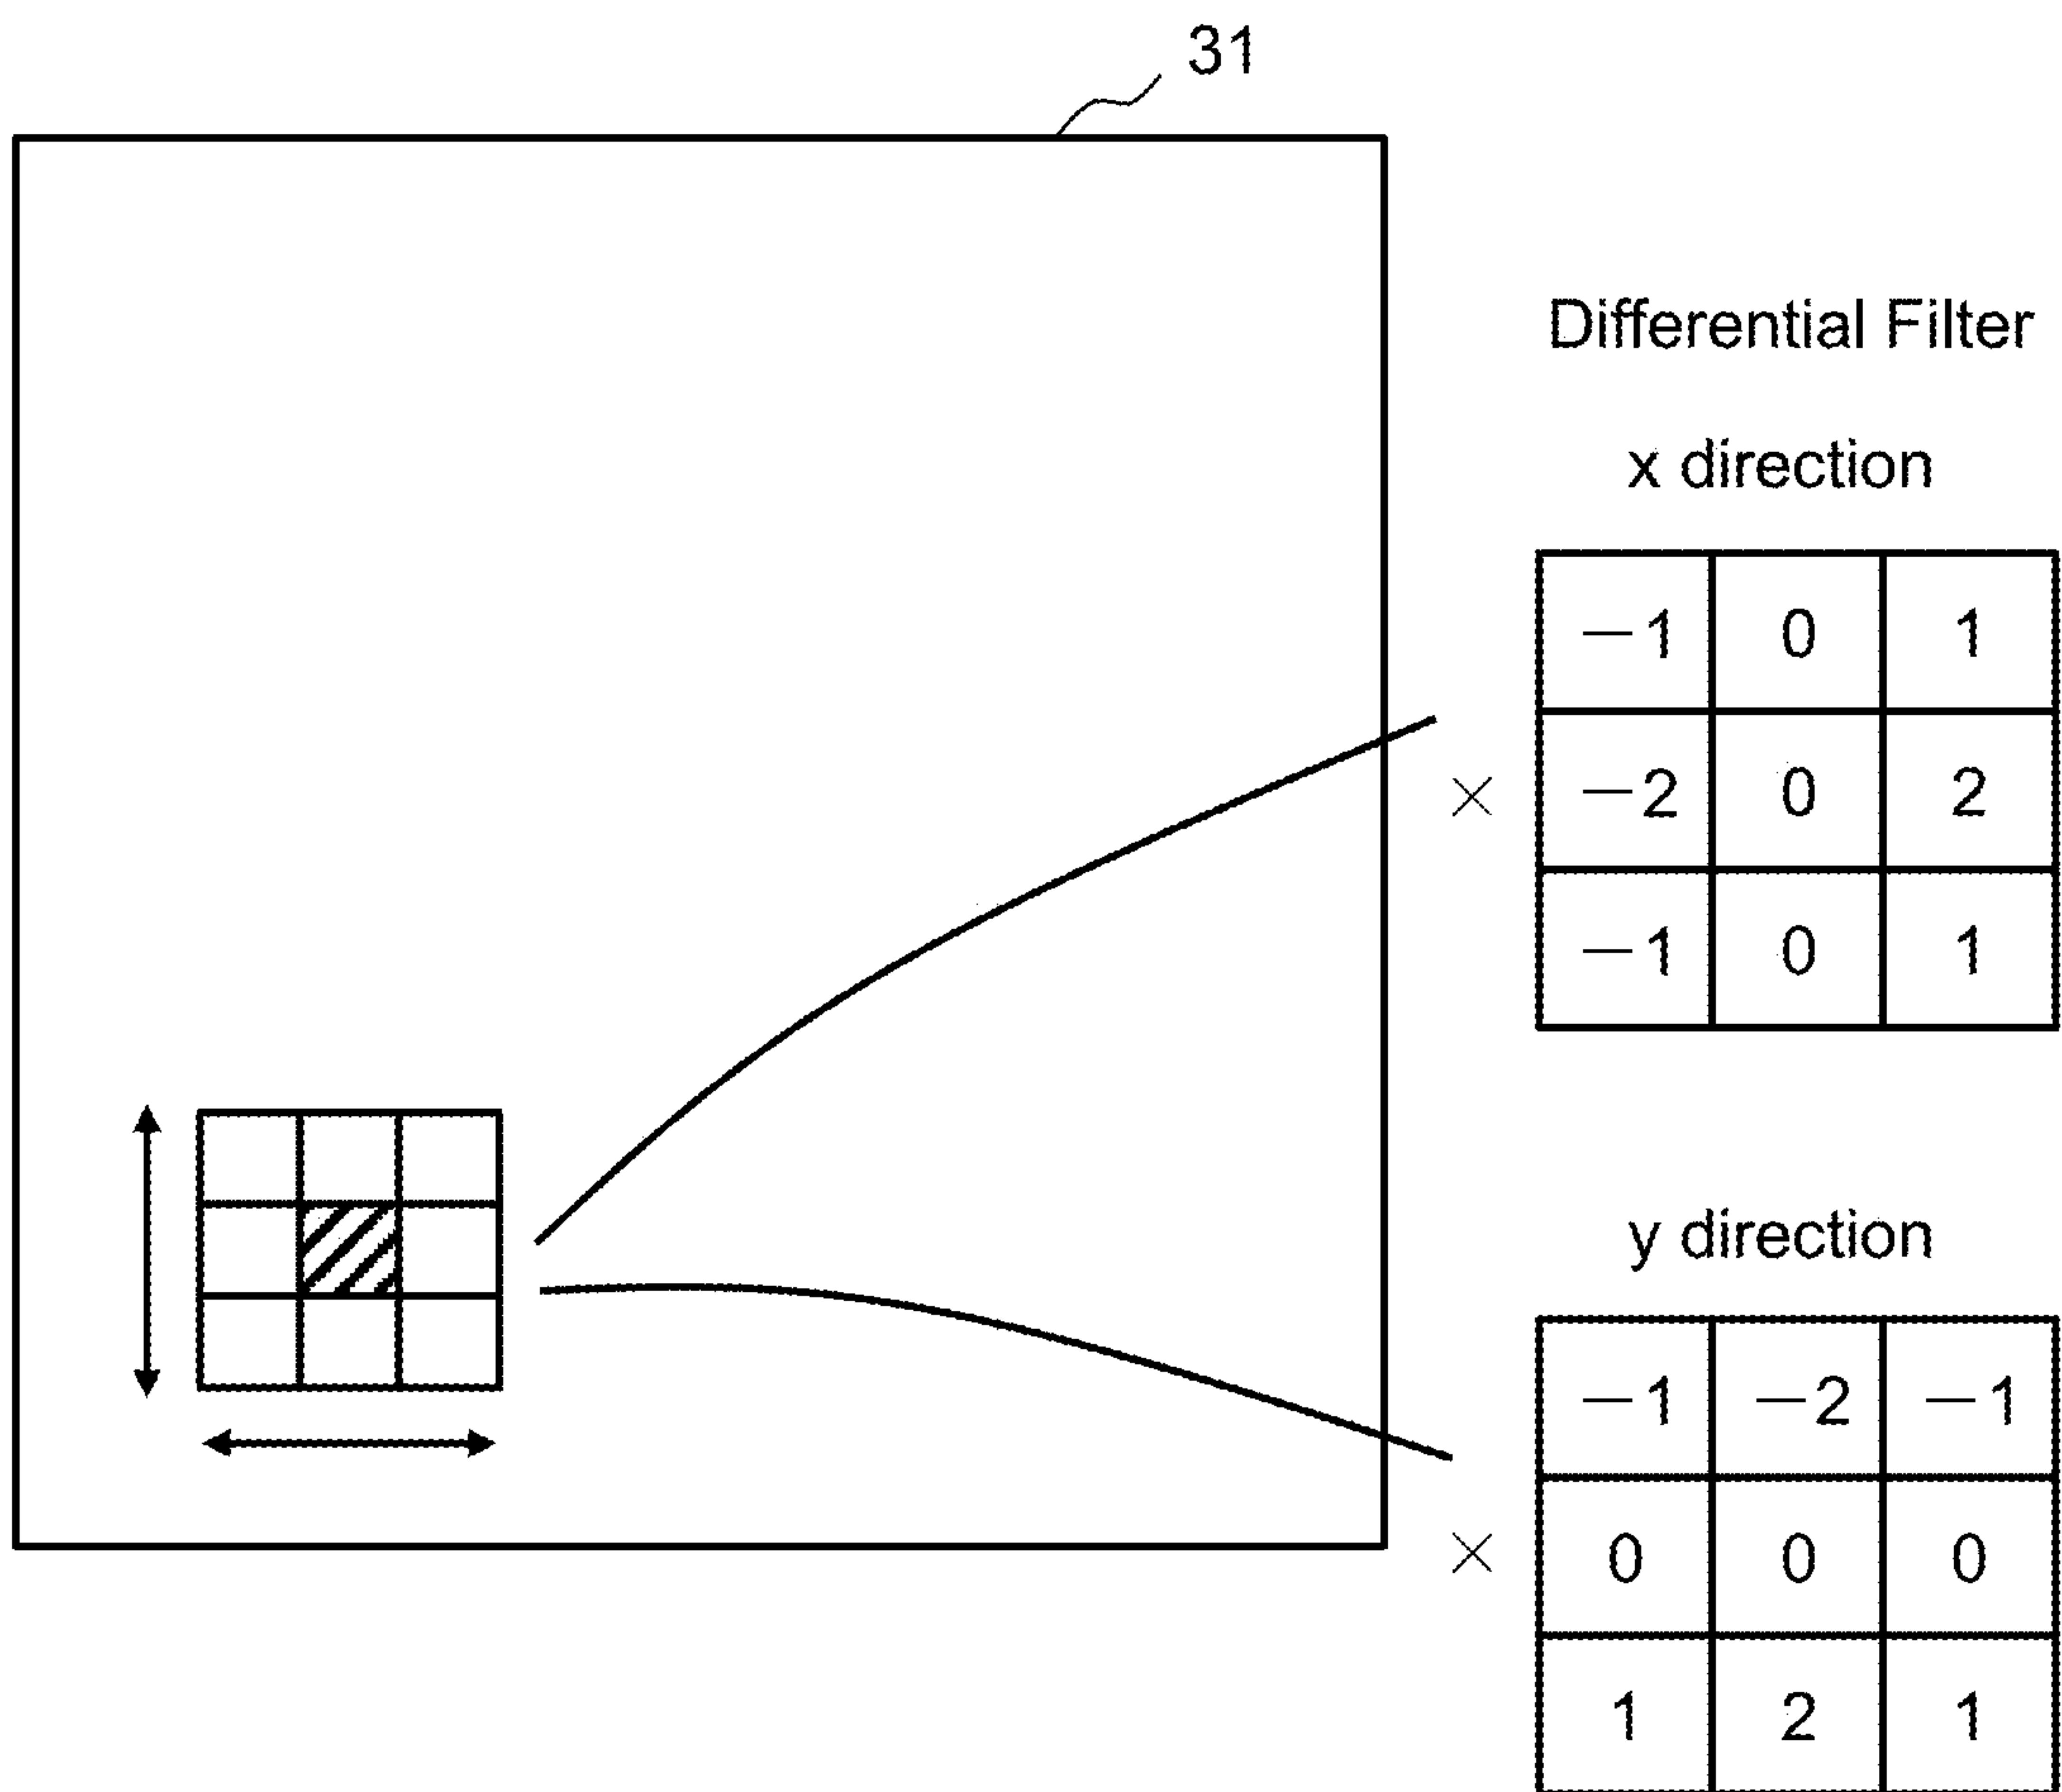 31
Differential Filter
x direction
—1 0 1
× —2 0 2
—1 0 1
y direction
—1 —2 —1
× 0 0 0
1 2 1